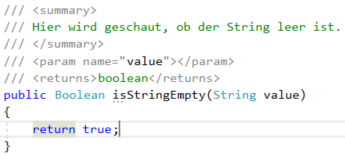 /// <summary>
/// Hier wird geschaut, ob der String leer ist.
/// </summary>
/// <param name="value"></param>
/// <returns>boolean</returns>
public Boolean isStringEmpty(String value)
{
return true;
}